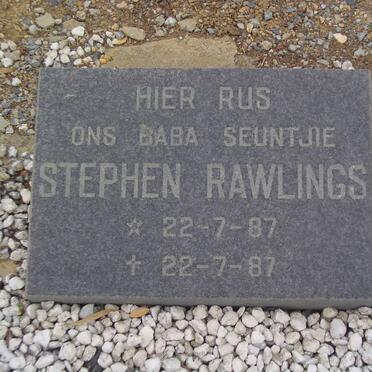 HIER RUS
ONS BABA SEUNTJIE
STEPHEN RAWLINGS
☆ 22-7-87
✝ 22-7-87